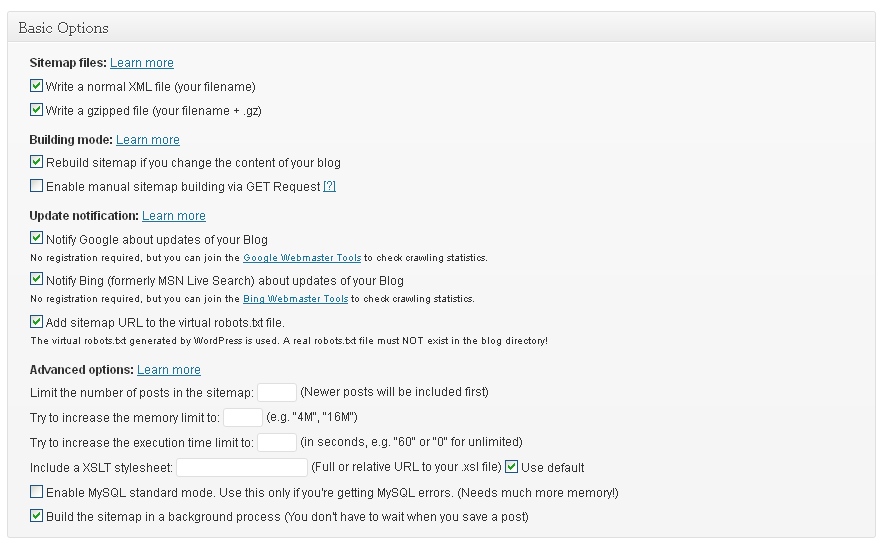 Basic Options
Sitemap files: Learn more
Write a normal XML file (your filename)
Write a gzipped file (your filename + .gz)
Building mode: Learn more
Rebuild sitemap if you change the content of your blog
Enable manual sitemap building via GET Request [?]
Update notification: Learn more
Notify Google about updates of your Blog
No registration required, but you can join the Google Webmaster Tools to check crawling statistics.
Notify Bing (formerly MSN Live Search) about updates of your Blog
No registration required, but you can join the Bing Webmaster Tools to check crawling statistics.
Add sitemap URL to the virtual robots.txt file.
The virtual robots.txt generated by WordPress is used. A real robots.txt file must NOT exist in the blog directory!
Advanced options: Learn more
Limit the number of posts in the sitemap: (Newer posts will be included first)
Try to increase the memory limit to: (e.g. "4M", "16M")
Try to increase the execution time limit to: (in seconds, e.g. "60" or "0" for unlimited)
Include a XSLT stylesheet: (Full or relative URL to your .xsl file) Use default
Enable MySQL standard mode. Use this only if you're getting MySQL errors. (Needs much more memory!)
Build the sitemap in a background process (You don't have to wait when you save a post)